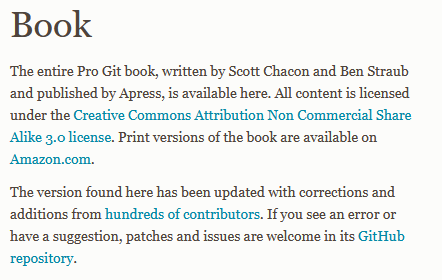 Book
The entire Pro Git book, written by Scott Chacon and Ben Straub
and published by Apress, is available here. All content is licensed
under the Creative Commons Attribution Non Commercial Share
Alike 3.0 license. Print versions of the book are available on
Amazon.com.
The version found here has been updated with corrections and
additions from hundreds of contributors. If you see an error or
have a suggestion, patches and issues are welcome in its GitHub
repository.